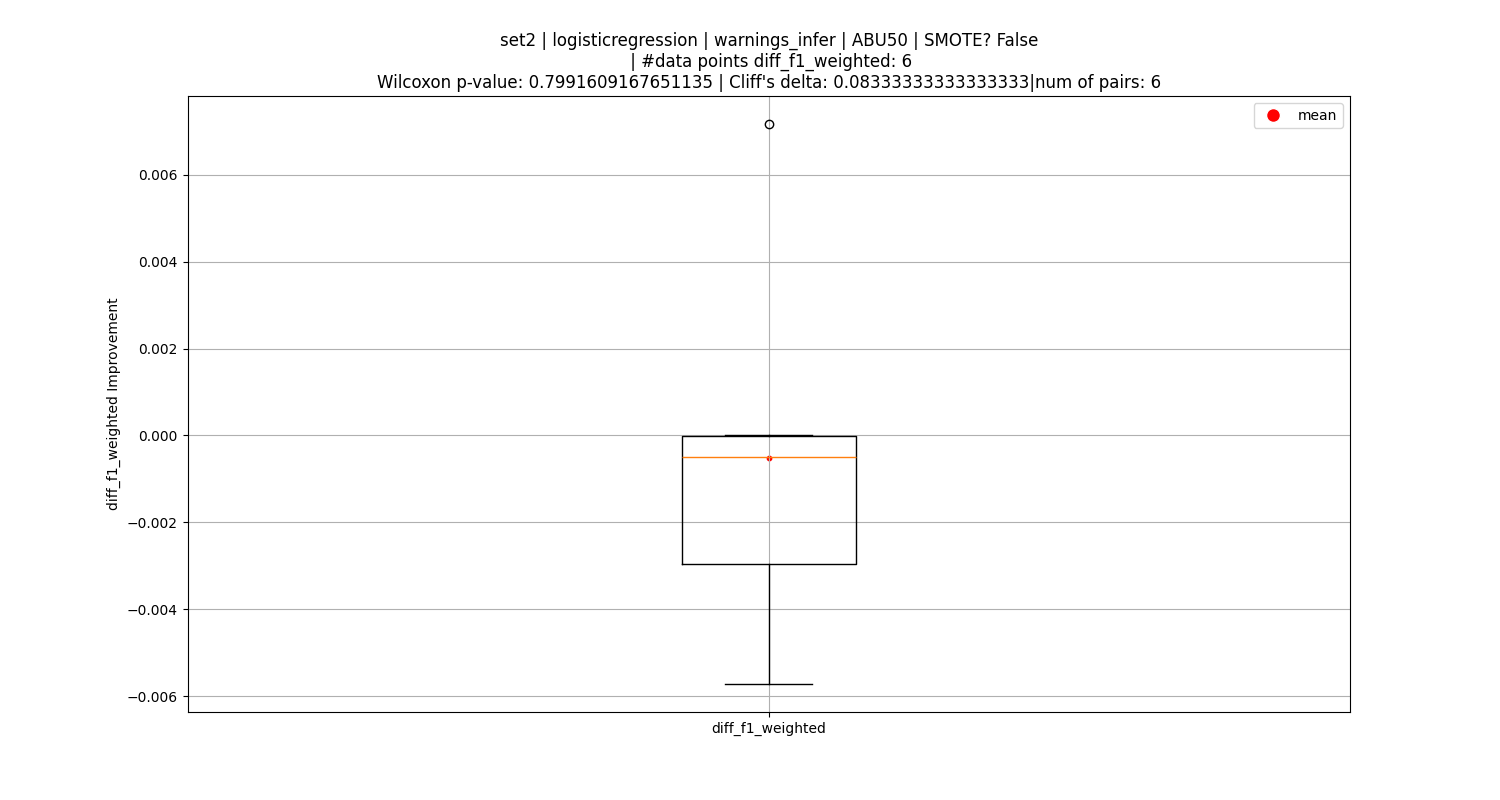 set2 | logisticregression | warnings_infer | ABU50 | SMOTE? False
| #data points diff_f1_weighted: 6
Wilcoxon p-value: 0.7991609167651135 | Cliff's delta: 0.08333333333333333|num of pairs: 6
mean
0.006
0.004
0.002
0.000
−0.002
−0.004
−0.006
diff_f1_weighted Improvement
diff_f1_weighted